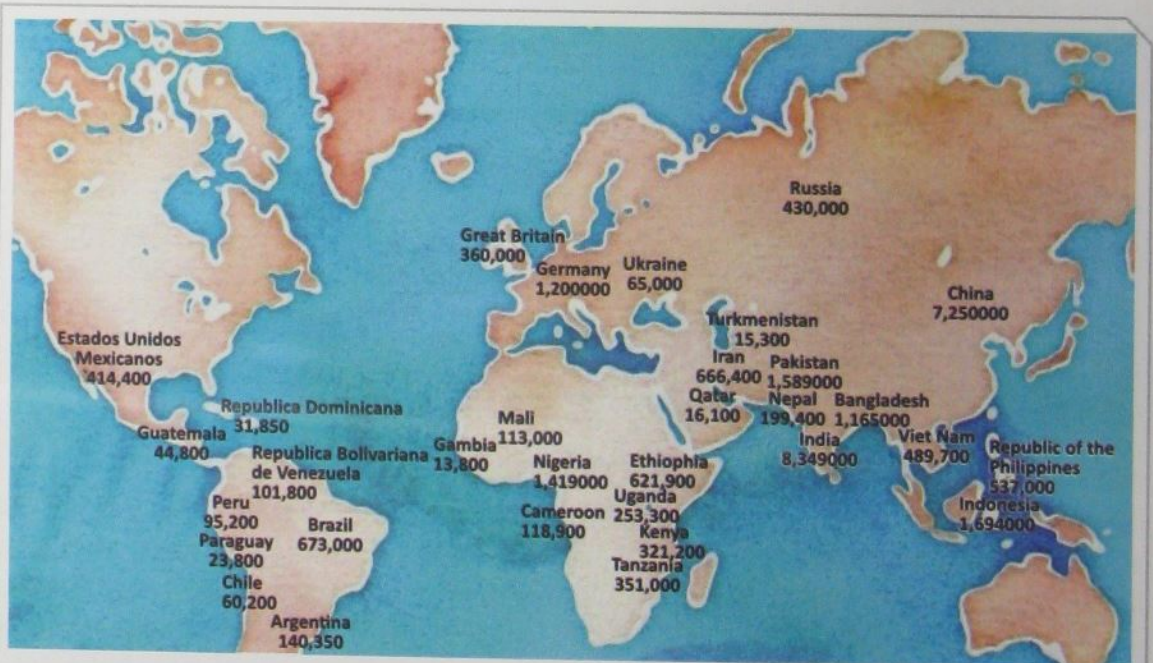 Russia
430,000
Great Britain
360,000
Germany
1,200000
Ukraine
65,000
China
7,250000
Estados Unidos
Mexicanos
414,400
Turkmenistan
15,300
Iran
666,400
Pakistan
1,589000
Qatar
16,100
Nepal
199,400
Bangladesh
1,165000
India
8,349000
Viet Nam
489,700
Republic of the
Philippines
537,000
Indonesia
1,694000
Republica Dominicana
31,850
Guatemala
44,800
Republica Bolivariana
de Venezuela
101,800
Gambia
13,800
Mali
113,000
Nigeria
1,419000
Ethiophia
621,900
Uganda
253,300
Cameroon
118,900
Kenya
321,200
Tanzania
351,000
Peru
95,200
Brazil
673,000
Paraguay
23,800
Chile
60,200
Argentina
140,350